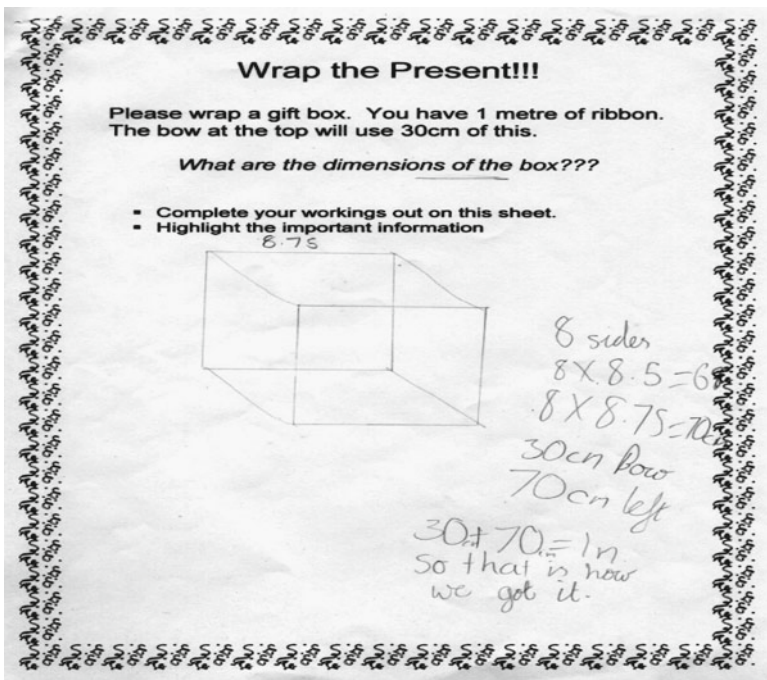 Wrap the Present!!!
Please wrap a gift box. You have 1 metre of ribbon.
The bow at the top will use 30cm of this.
What are the dimensions of the box???
▪ Complete your workings out on this sheet.
▪ Highlight the important information
8.75
8 sides
8 X 8.5=68
8 X 8.75=70cm
30cm Bow
70cm left
30+70=1m
so that is how
we got it.